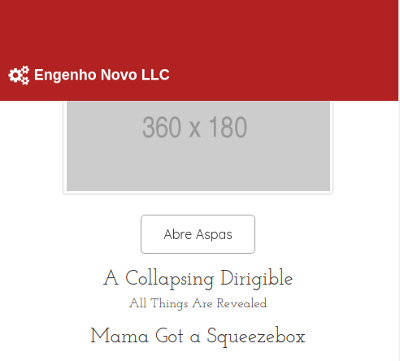 Engenho Novo LLC
360 x 180
Abre Aspas
A Collapsing Dirigible
All Things Are Revealed
Mama Got a Squeezebox